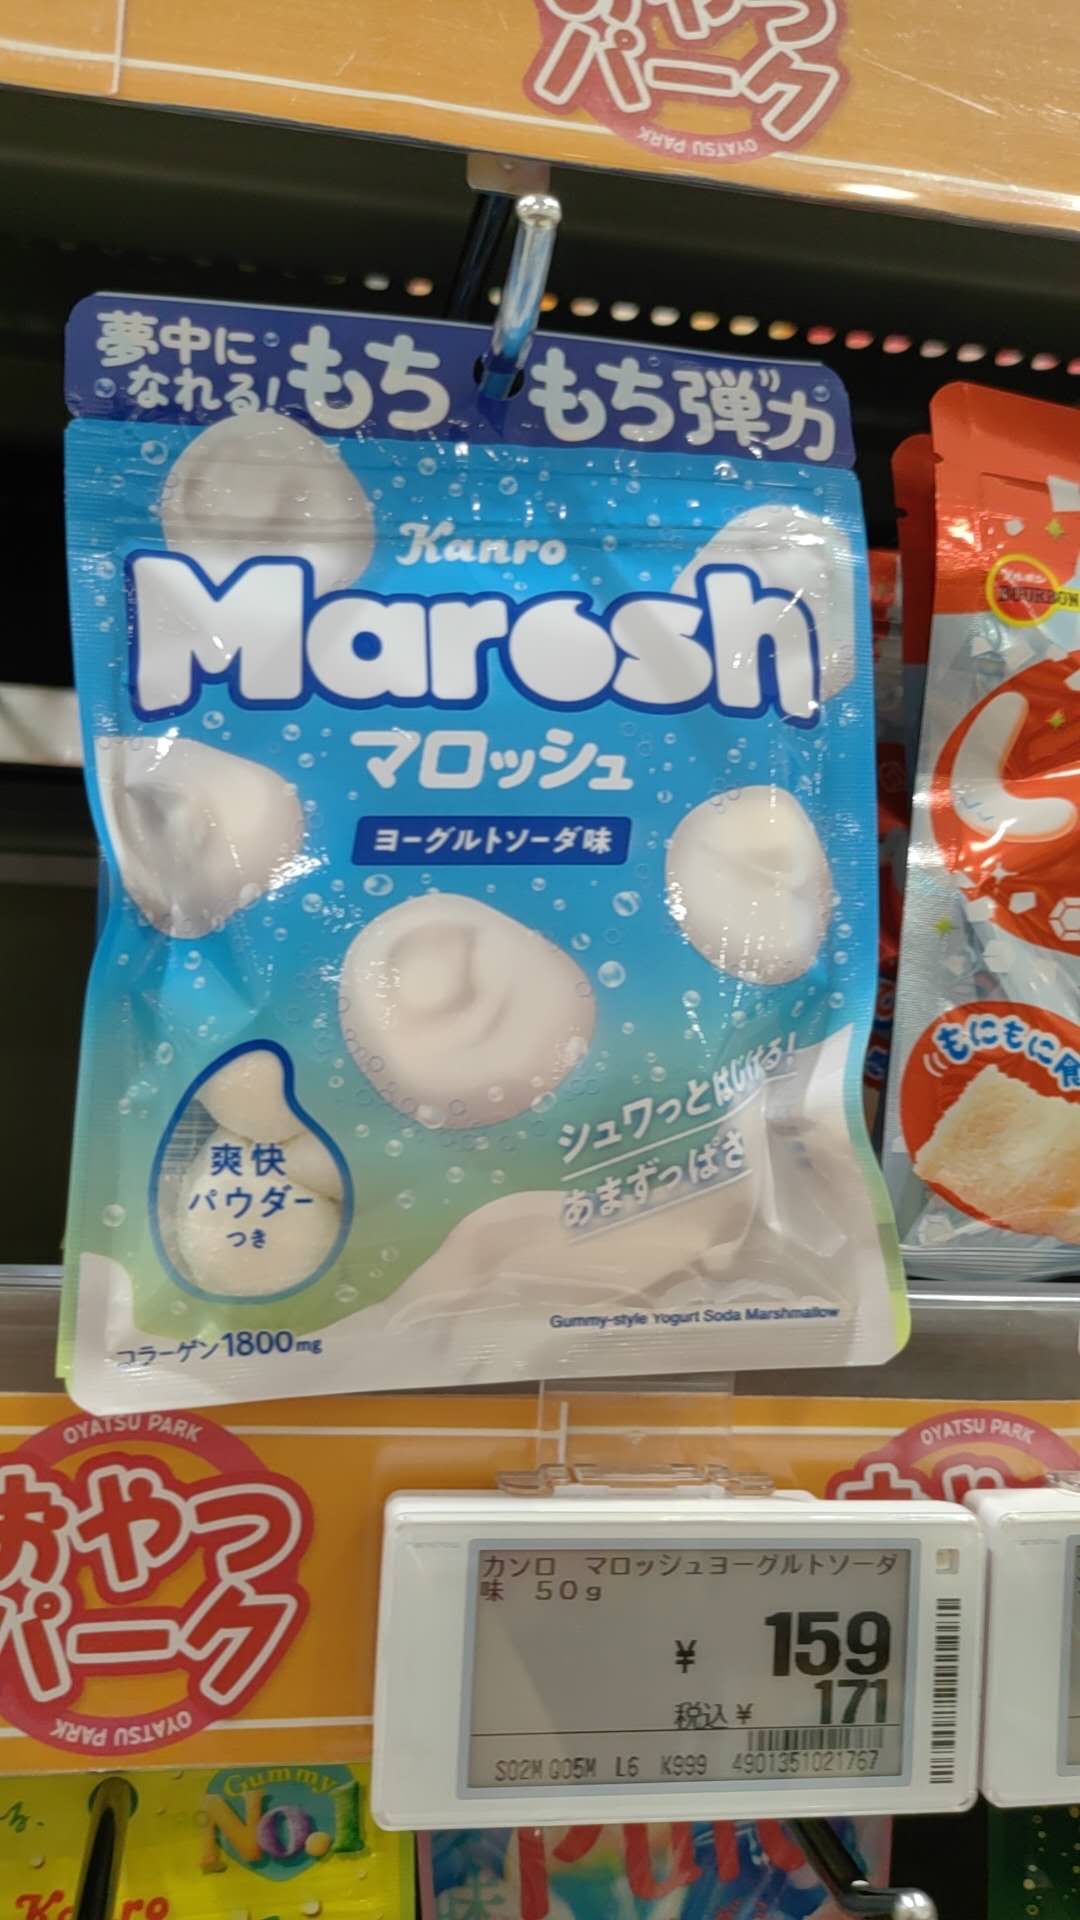 おやつ
パーク
OYATSU PARK
夢中に
なれる!
もちもち弾力
Kanro
Marosh
マロッシュ
ヨーグルトソーダ味
シュワっとはじける!
あまずっぱさ
爽快
パウダー
つき
コラーゲン1800mg
Gummy-style Yogurt Soda Marshmallow
BOURBON
もにもに
OYATSU PARK
おやつ
パーク
OYATSU PARK
OYATSU PARK
カンロ マロッシュヨーグルトソーダ
味 50g
¥ 159
税込¥ 171
S02M G05M L6 K999 4901351021767
Gummy
No.1
Kanro